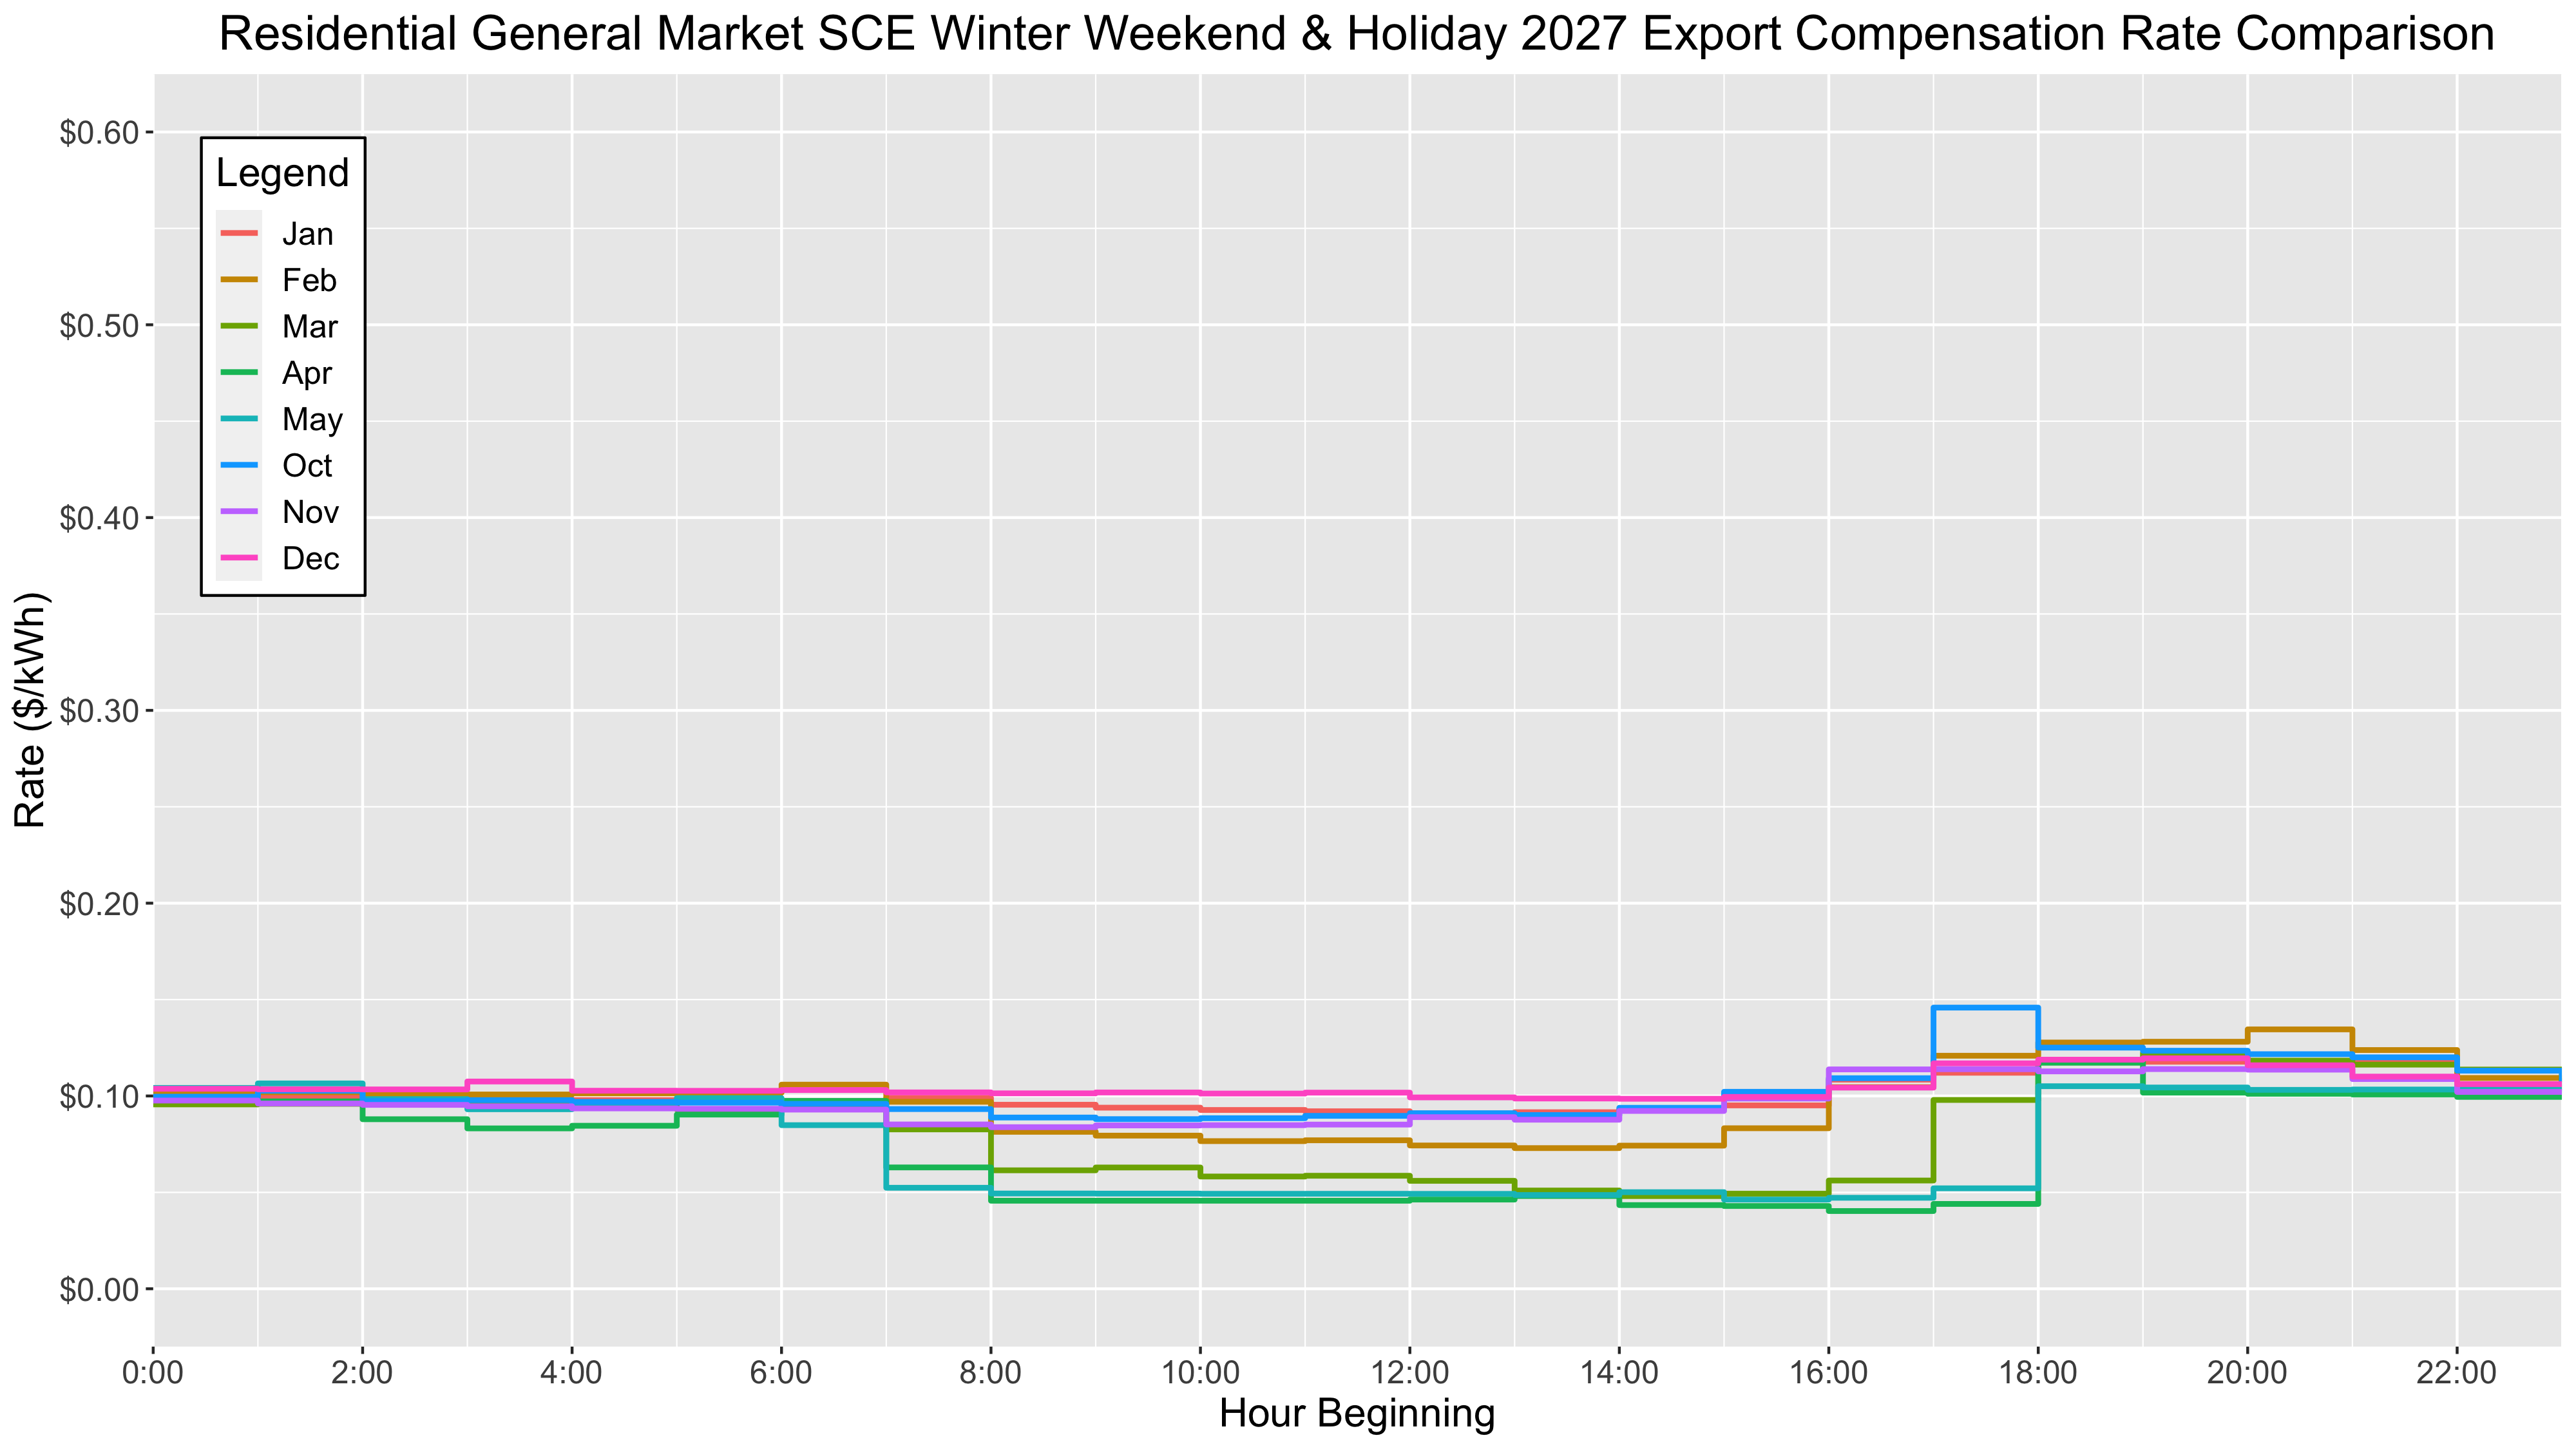 Residential General Market SCE Winter Weekend & Holiday 2027 Export Compensation Rate Comparison
Rate ($/kWh)
$0.60
$0.50
$0.40
$0.30
$0.20
$0.10
$0.00
Legend
Jan
Feb
Mar
Apr
May
Oct
Nov
Dec
0:00 2:00 4:00 6:00 8:00 10:00 12:00 14:00 16:00 18:00 20:00 22:00
Hour Beginning